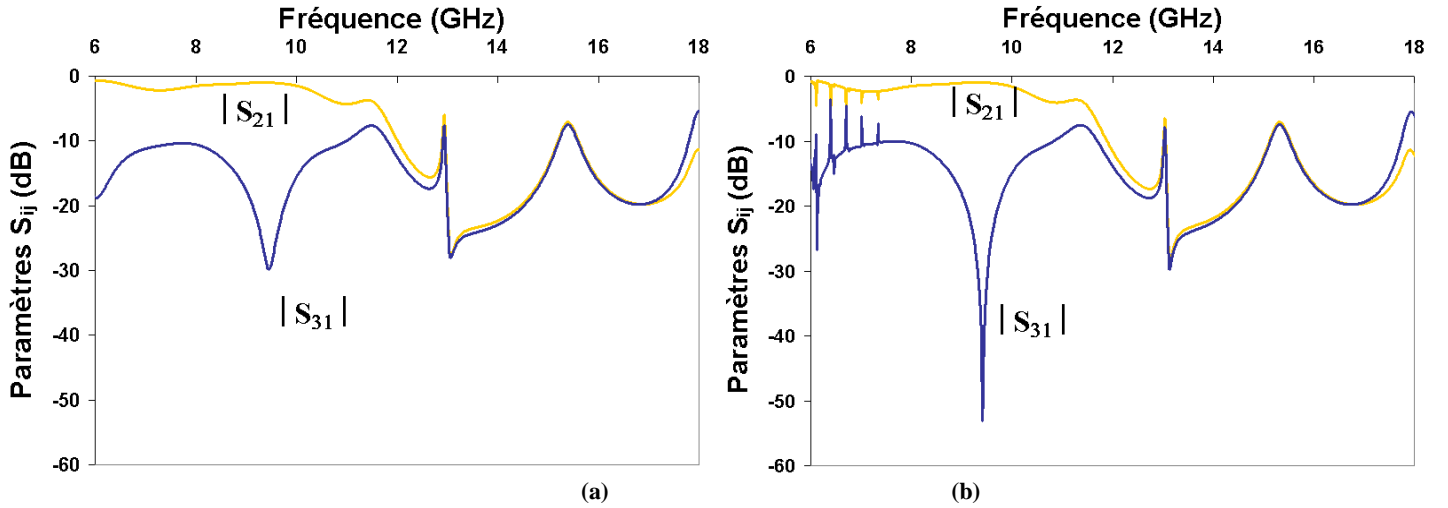 Fréquence (GHz)
6 8 10 12 14 16 18
0
-10
-20
-30
-40
-50
-60
Paramètres Sij (dB)
| S21 |
| S31 |
(a)
Fréquence (GHz)
6 8 10 12 14 16 18
0
-10
-20
-30
-40
-50
-60
Paramètres Sij (dB)
| S21 |
| S31 |
(b)